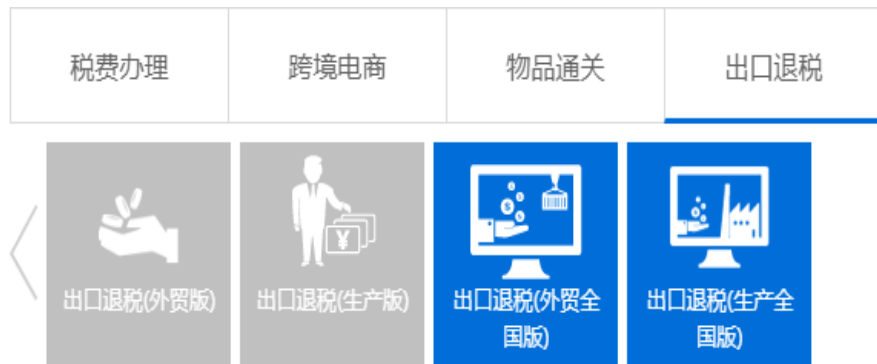 税费办理 跨境电商 物品通关 出口退税
¥
出口退税(外贸版) 出口退税(生产版) 出口退税(外贸全 出口退税(生产全
国版) 国版)